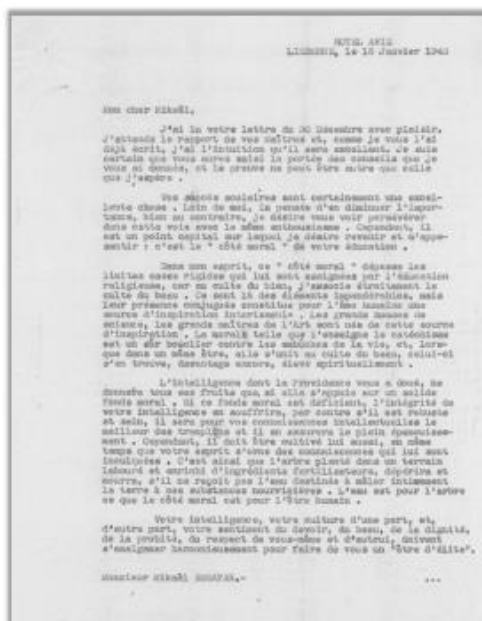 HOTEL AVIZ
LISBONNE, le 16 Janvier 1943
Mon cher Mikaël,
J'ai lu votre lettre du 30 Décembre avec plaisir.
J'attends le rapport de vos maîtres et, comme je vous l'ai
déjà écrit, j'ai l'intuition qu'il sera excellent. Je suis
certain que vous aurez saisi la portée des conseils que je
vous ai donnés, et la preuve ne peut être autre que celle
que j'espère .
Vos succès scolaires sont certainement une excel-
lente chose . Loin de moi, la pensée d'en diminuer l'impor-
tance, bien au contraire, je désire vous voir persévérer
dans cette voie avec le même enthousiasme . Cependant, il
est un point capital sur lequel je désire revenir et m'appe-
santir : c'est le " côté moral " de votre éducation .
Dans mon esprit, ce " côté moral " dépasse les
limites assez rigides qui lui sont assignées par l'éducation
religieuse, car au culte du bien, j'associe étroitement le
culte du beau . Ce sont là des éléments impondérables, mais
leur présence conjuguée constitue pour l'âme humaine une
source d'inspiration intarissable . Les grands hommes de
science, les grands maîtres de l'Art sont nés de cette source
d'inspiration . La morale telle que l'enseigne le catéchisme
est un sûr bouclier contre les embûches de la vie, et, lors-
que dans un même être, elle s'unit au culte du beau, celui-ci
s'en trouve, davantage encore, élevé spirituellement .
L'intelligence dont la Providence vous a doué, ne
donnera tous ses fruits que si elle s'appuie sur un solide
fonds moral . Si ce fonds moral est déficient, l'intégrité de
votre intelligence en souffrira, par contre s'il est robuste
et sain, il sera pour vos connaissances intellectuelles le
meilleur des tremplins et il en assurera le plein épanouisse-
ment . Cependant, il doit être cultivé lui aussi, en même
temps que votre esprit s'orne des connaissances qui lui sont
inculquées . C'est ainsi que l'arbre planté dans un terrain
labouré et enrichi d'ingrédients fertilisateurs, dépérira et
mourra, s'il ne reçoit pas l'eau destinée à mêler intimement
la terre à ces substances nourricières . L'eau est pour l'arbre
ce que le côté moral est pour l'être humain .
Votre intelligence, votre culture d'une part, et,
d'autre part, votre sentiment du devoir, du beau, de la dignité,
de la probité, du respect de vous-même et d'autrui, doivent
s'amalgamer harmonieusement pour faire de vous un "être d'élite".
Monsieur Mikaël .-
...